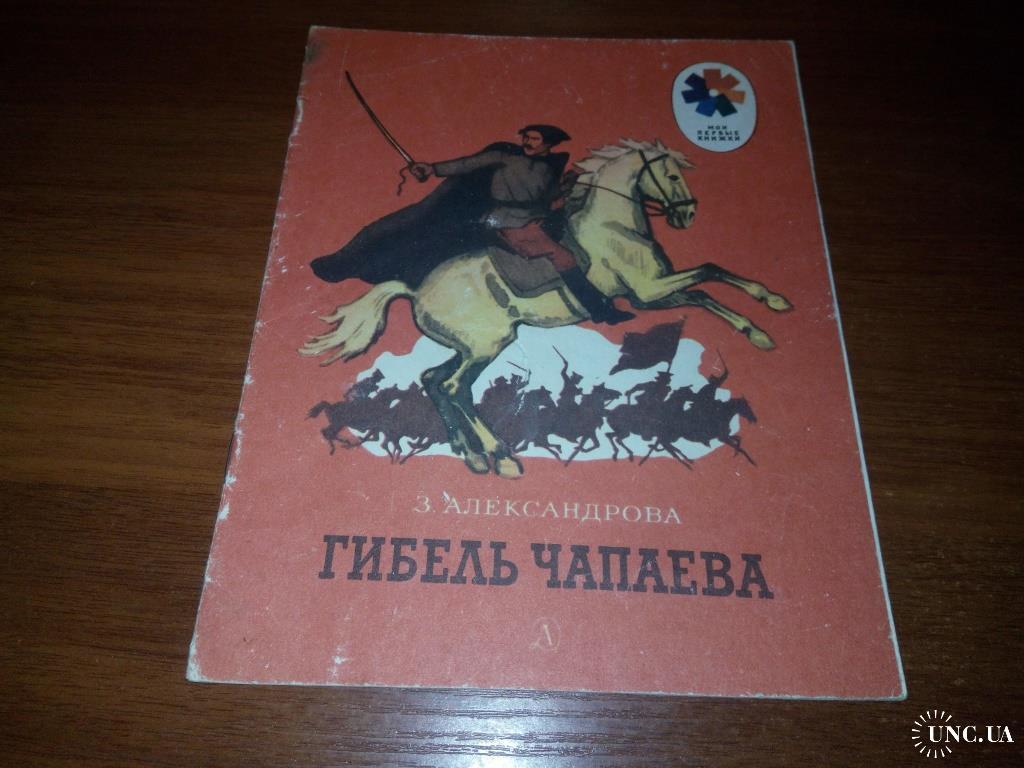 МОИ
ПЕРВЫЕ
КНИЖКИ
З. АЛЕКСАНДРОВА
ГИБЕЛЬ ЧАПАЕВА
Д
UNC.UA